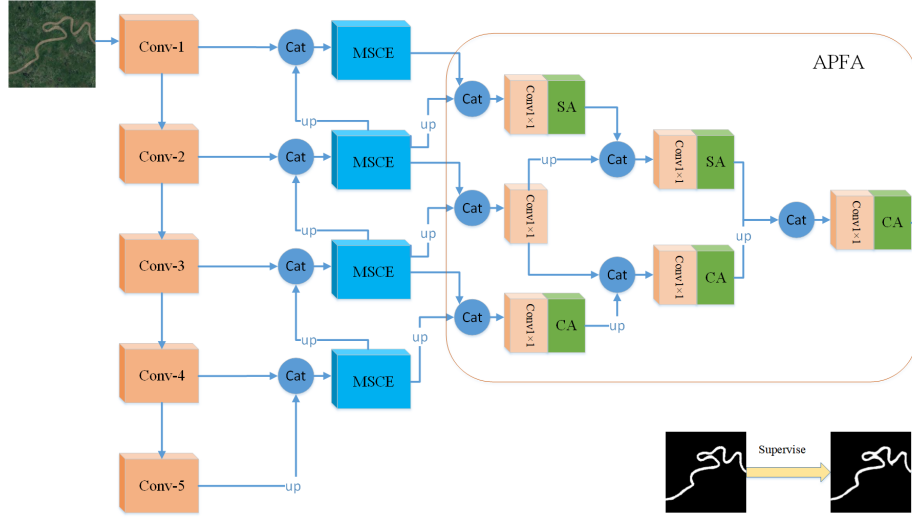 Conv-1
Cat
MSCE
APFA
Cat
Conv1×1
SA
up
up
Conv-2
Cat
MSCE
up
Cat
Conv1×1
SA
Cat
Conv1×1
up
Cat
Conv1×1
CA
up
up
Conv-3
Cat
MSCE
Cat
Conv1×1
CA
up
Cat
Conv1×1
CA
up
up
up
Conv-4
Cat
MSCE
Conv-5
up
Supervise